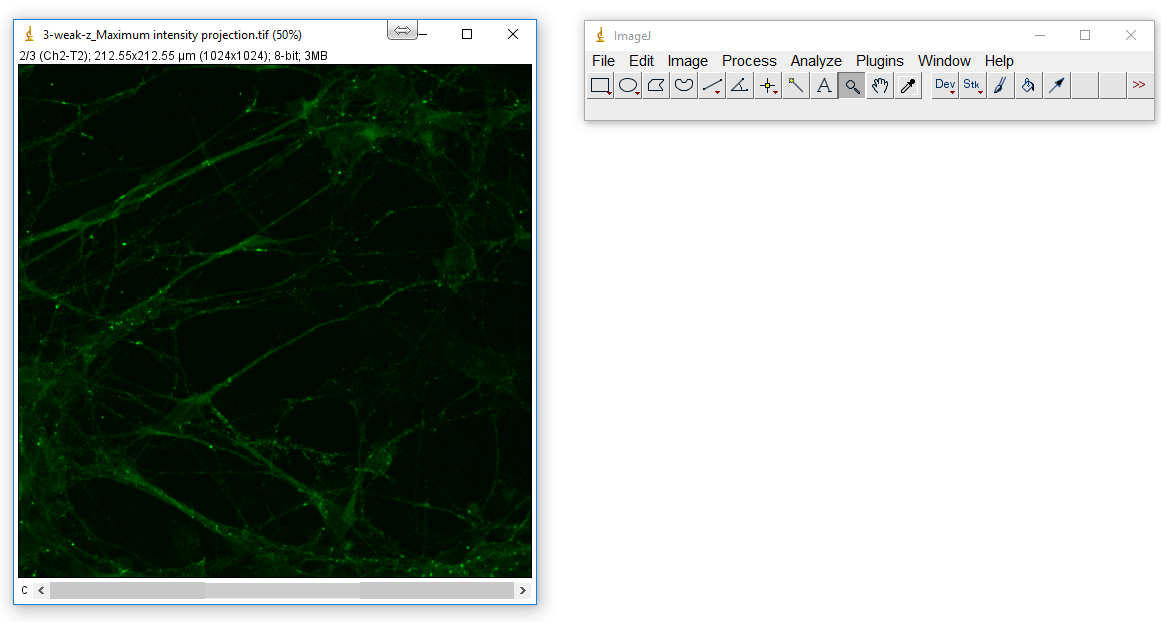 3-weak-z_Maximum intensity projection.tif (50%)
2/3 (Ch2-T2); 212.55x212.55 µm (1024x1024); 8-bit; 3MB
C
ImageJ
File Edit Image Process Analyze Plugins Window Help
A Dev Stk >>